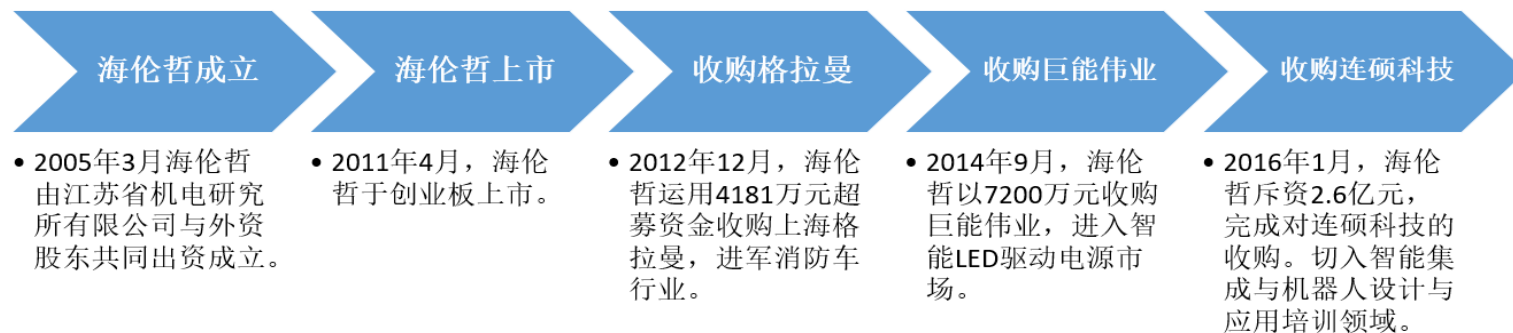 海伦哲成立
海伦哲上市
收购格拉曼
收购巨能伟业
收购连硕科技
• 2005年3月海伦哲
由江苏省机电研究
所有限公司与外资
股东共同出资成立。
• 2011年4月，海伦
哲于创业板上市。
• 2012年12月，海伦
哲运用4181万元超
募资金收购上海格
拉曼，进军消防车
行业。
• 2014年9月，海伦
哲以7200万元收购
巨能伟业，进入智
能LED驱动电源市
场。
• 2016年1月，海伦
哲斥资2.6亿元，
完成对连硕科技的
收购。切入智能集
成与机器人设计与
应用培训领域。